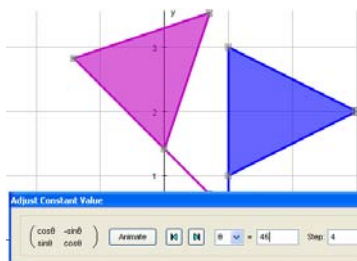 y
3
2
1
Adjust Constant Value
cosθ -sinθ
sinθ cosθ
Animate
θ = 45 Step 4